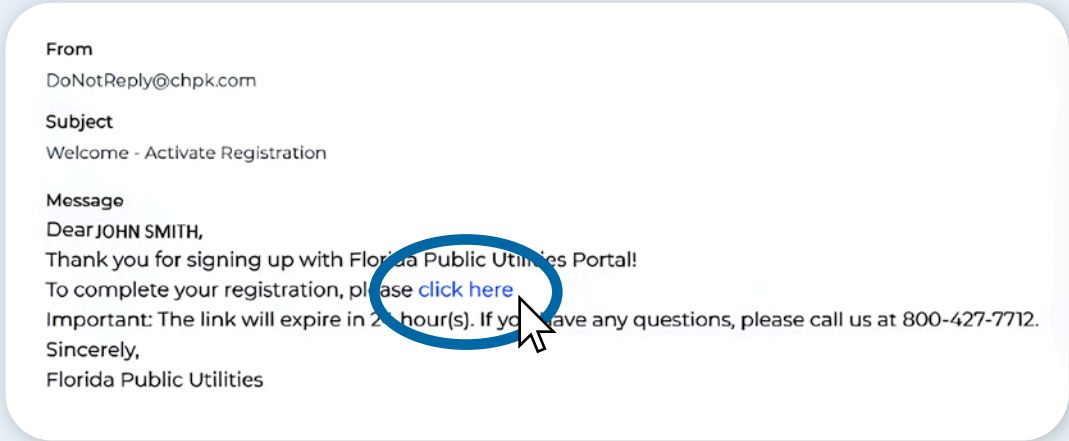 From
DoNotReply@chpk.com
Subject
Welcome - Activate Registration
Message
Dear JOHN SMITH,
Thank you for signing up with Florida Public Utilities Portal!
To complete your registration, please click here
Important: The link will expire in hour(s). If you have any questions, please call us at 800-427-7712.
Sincerely,
Florida Public Utilities